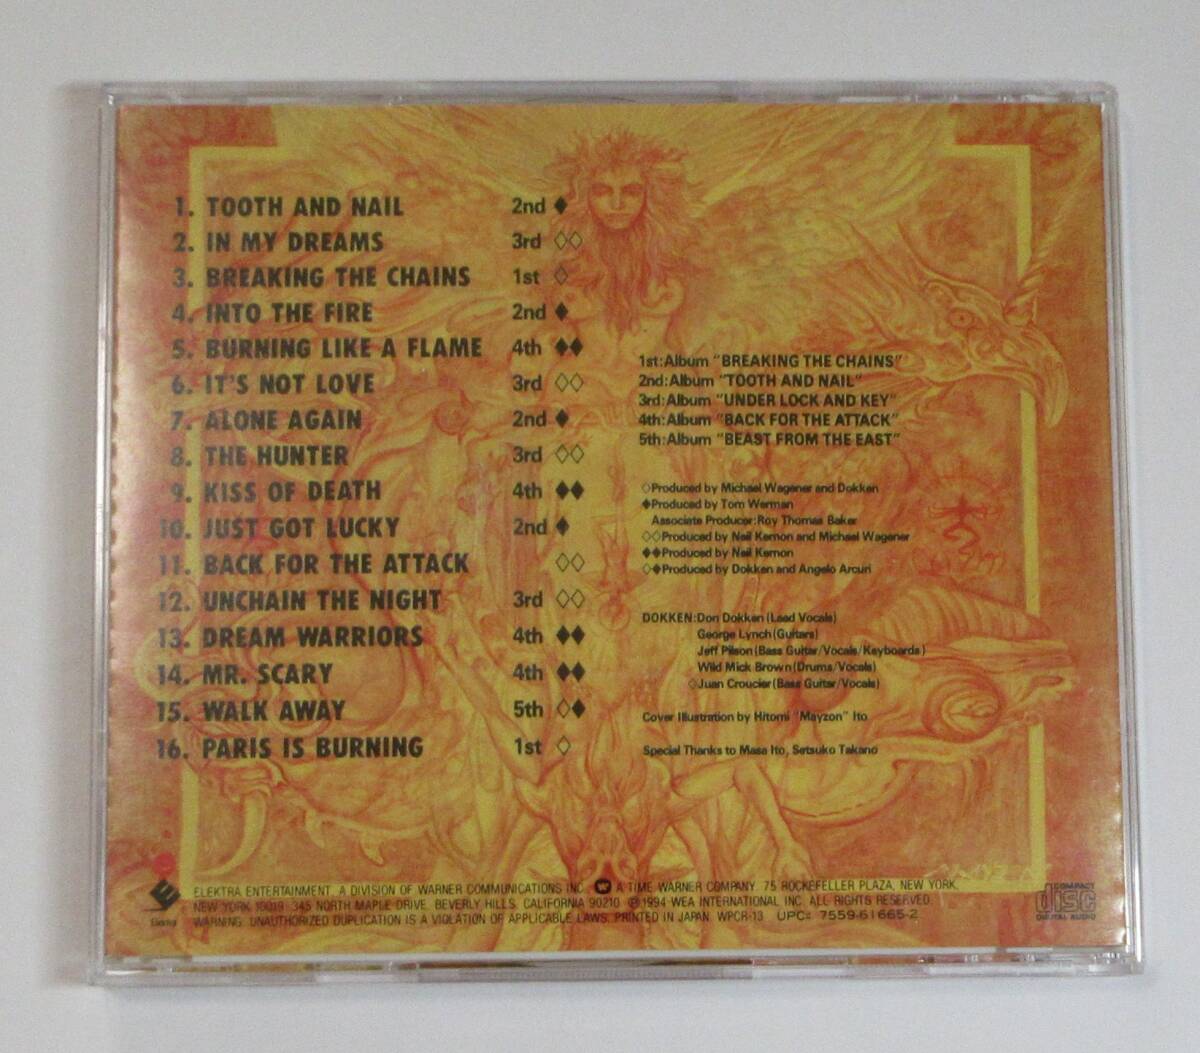 1. TOOTH AND NAIL 2nd ♦
2. IN MY DREAMS 3rd ◇◇
3. BREAKING THE CHAINS 1st ◇
4. INTO THE FIRE 2nd ♦
5. BURNING LIKE A FLAME 4th ♦♦
6. IT'S NOT LOVE 3rd ◇◇
7. ALONE AGAIN 2nd ♦
8. THE HUNTER 3rd ◇◇
9. KISS OF DEATH 4th ♦♦
10. JUST GOT LUCKY 2nd ♦
11. BACK FOR THE ATTACK ◇◇
12. UNCHAIN THE NIGHT 3rd ◇◇
13. DREAM WARRIORS 4th ♦♦
14. MR. SCARY 4th ♦♦
15. WALK AWAY 5th ◇♦
16. PARIS IS BURNING 1st ◇
1st:Album "BREAKING THE CHAINS"
2nd:Album "TOOTH AND NAIL"
3rd:Album "UNDER LOCK AND KEY"
4th:Album "BACK FOR THE ATTACK"
5th:Album "BEAST FROM THE EAST"
◇Produced by Michael Wagener and Dokken
♦Produced by Tom Werman
Associate Producer:Roy Thomas Baker
◇◇Produced by Neil Kernon and Michael Wagener
♦♦Produced by Neil Kernon
◇♦Produced by Dokken and Angelo Arcuri
DOKKEN:Don Dokken(Lead Vocals)
George Lynch(Guitars)
Jeff Pilson(Bass Guitar/Vocals/Keyboards)
Wild Mick Brown(Drums/Vocals)
◇Juan Croucier(Bass Guitar/Vocals)
Cover Illustration by Hitomi "Mayzon" Ito
Special Thanks to Masa Ito, Setsuko Takano
Elektra
ELEKTRA ENTERTAINMENT, A DIVISION OF WARNER COMMUNICATIONS INC. A TIME WARNER COMPANY. 75 ROCKEFELLER PLAZA, NEW YORK,
NEW YORK 10019 · 345 NORTH MAPLE DRIVE, BEVERLY HILLS, CALIFORNIA 90210 ℗1994 WEA INTERNATIONAL INC. ALL RIGHTS RESERVED.
WARNING: UNAUTHORIZED DUPLICATION IS A VIOLATION OF APPLICABLE LAWS. PRINTED IN JAPAN. WPCR-13 UPC: 7559-61665-2
COMPACT
disc
DIGITAL AUDIO